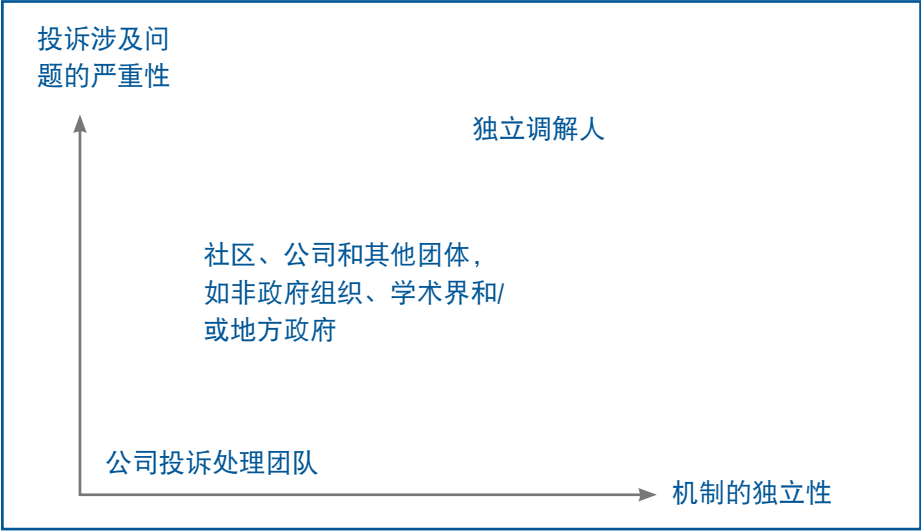 投诉涉及问
题的严重性
独立调解人
社区、公司和其他团体，
如非政府组织、学术界和/
或地方政府
公司投诉处理团队
机制的独立性